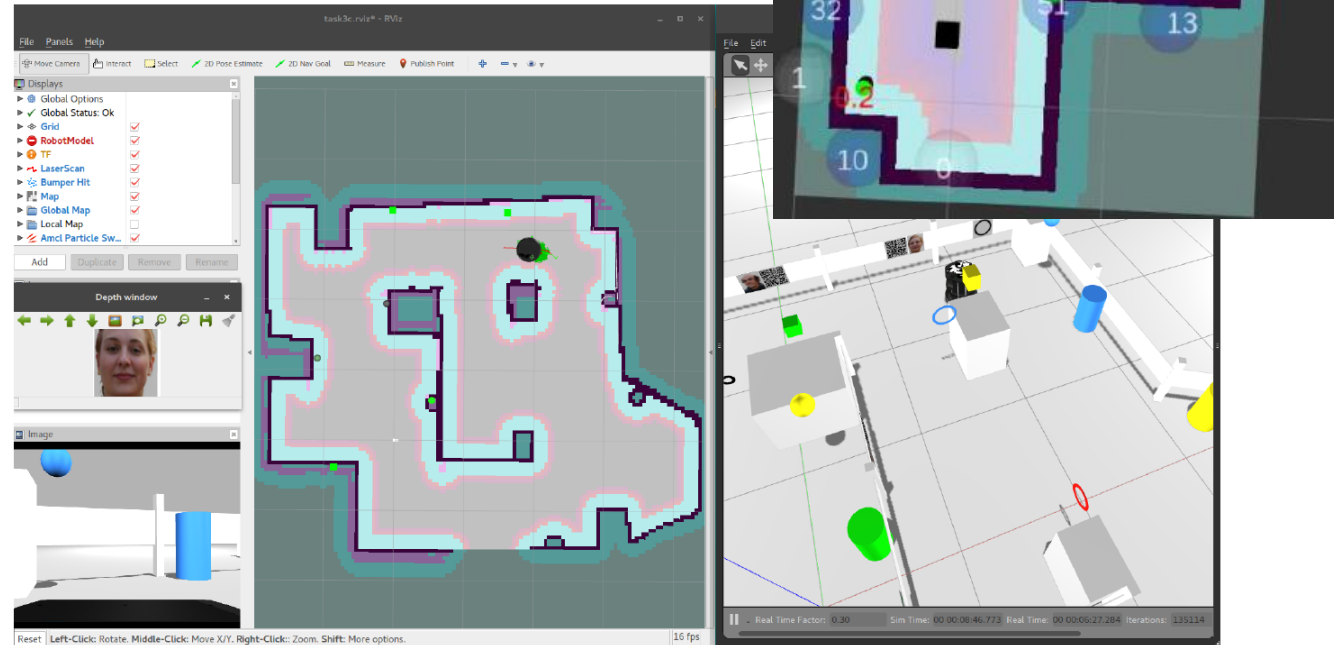 task3c.rviz* - RViz
File Panels Help
Move Camera Interact Select 2D Pose Estimate 2D Nav Goal Measure Publish Point
Displays
Global Options
Global Status: Ok
Grid
RobotModel
TF
LaserScan
Bumper Hit
Map
Global Map
Local Map
Amcl Particle Sw...
Add Duplicate Remove Rename
Depth window
Image
Reset Left-Click: Rotate. Middle-Click: Move X/Y. Right-Click:: Zoom. Shift: More options. 16 fps
File Edit
32 51 13
1
0.2
10 0
Real Time Factor: 0.30 Sim Time: 00 00:08:46.773 Real Time: 00 00:06:27.284 Iterations: 135114